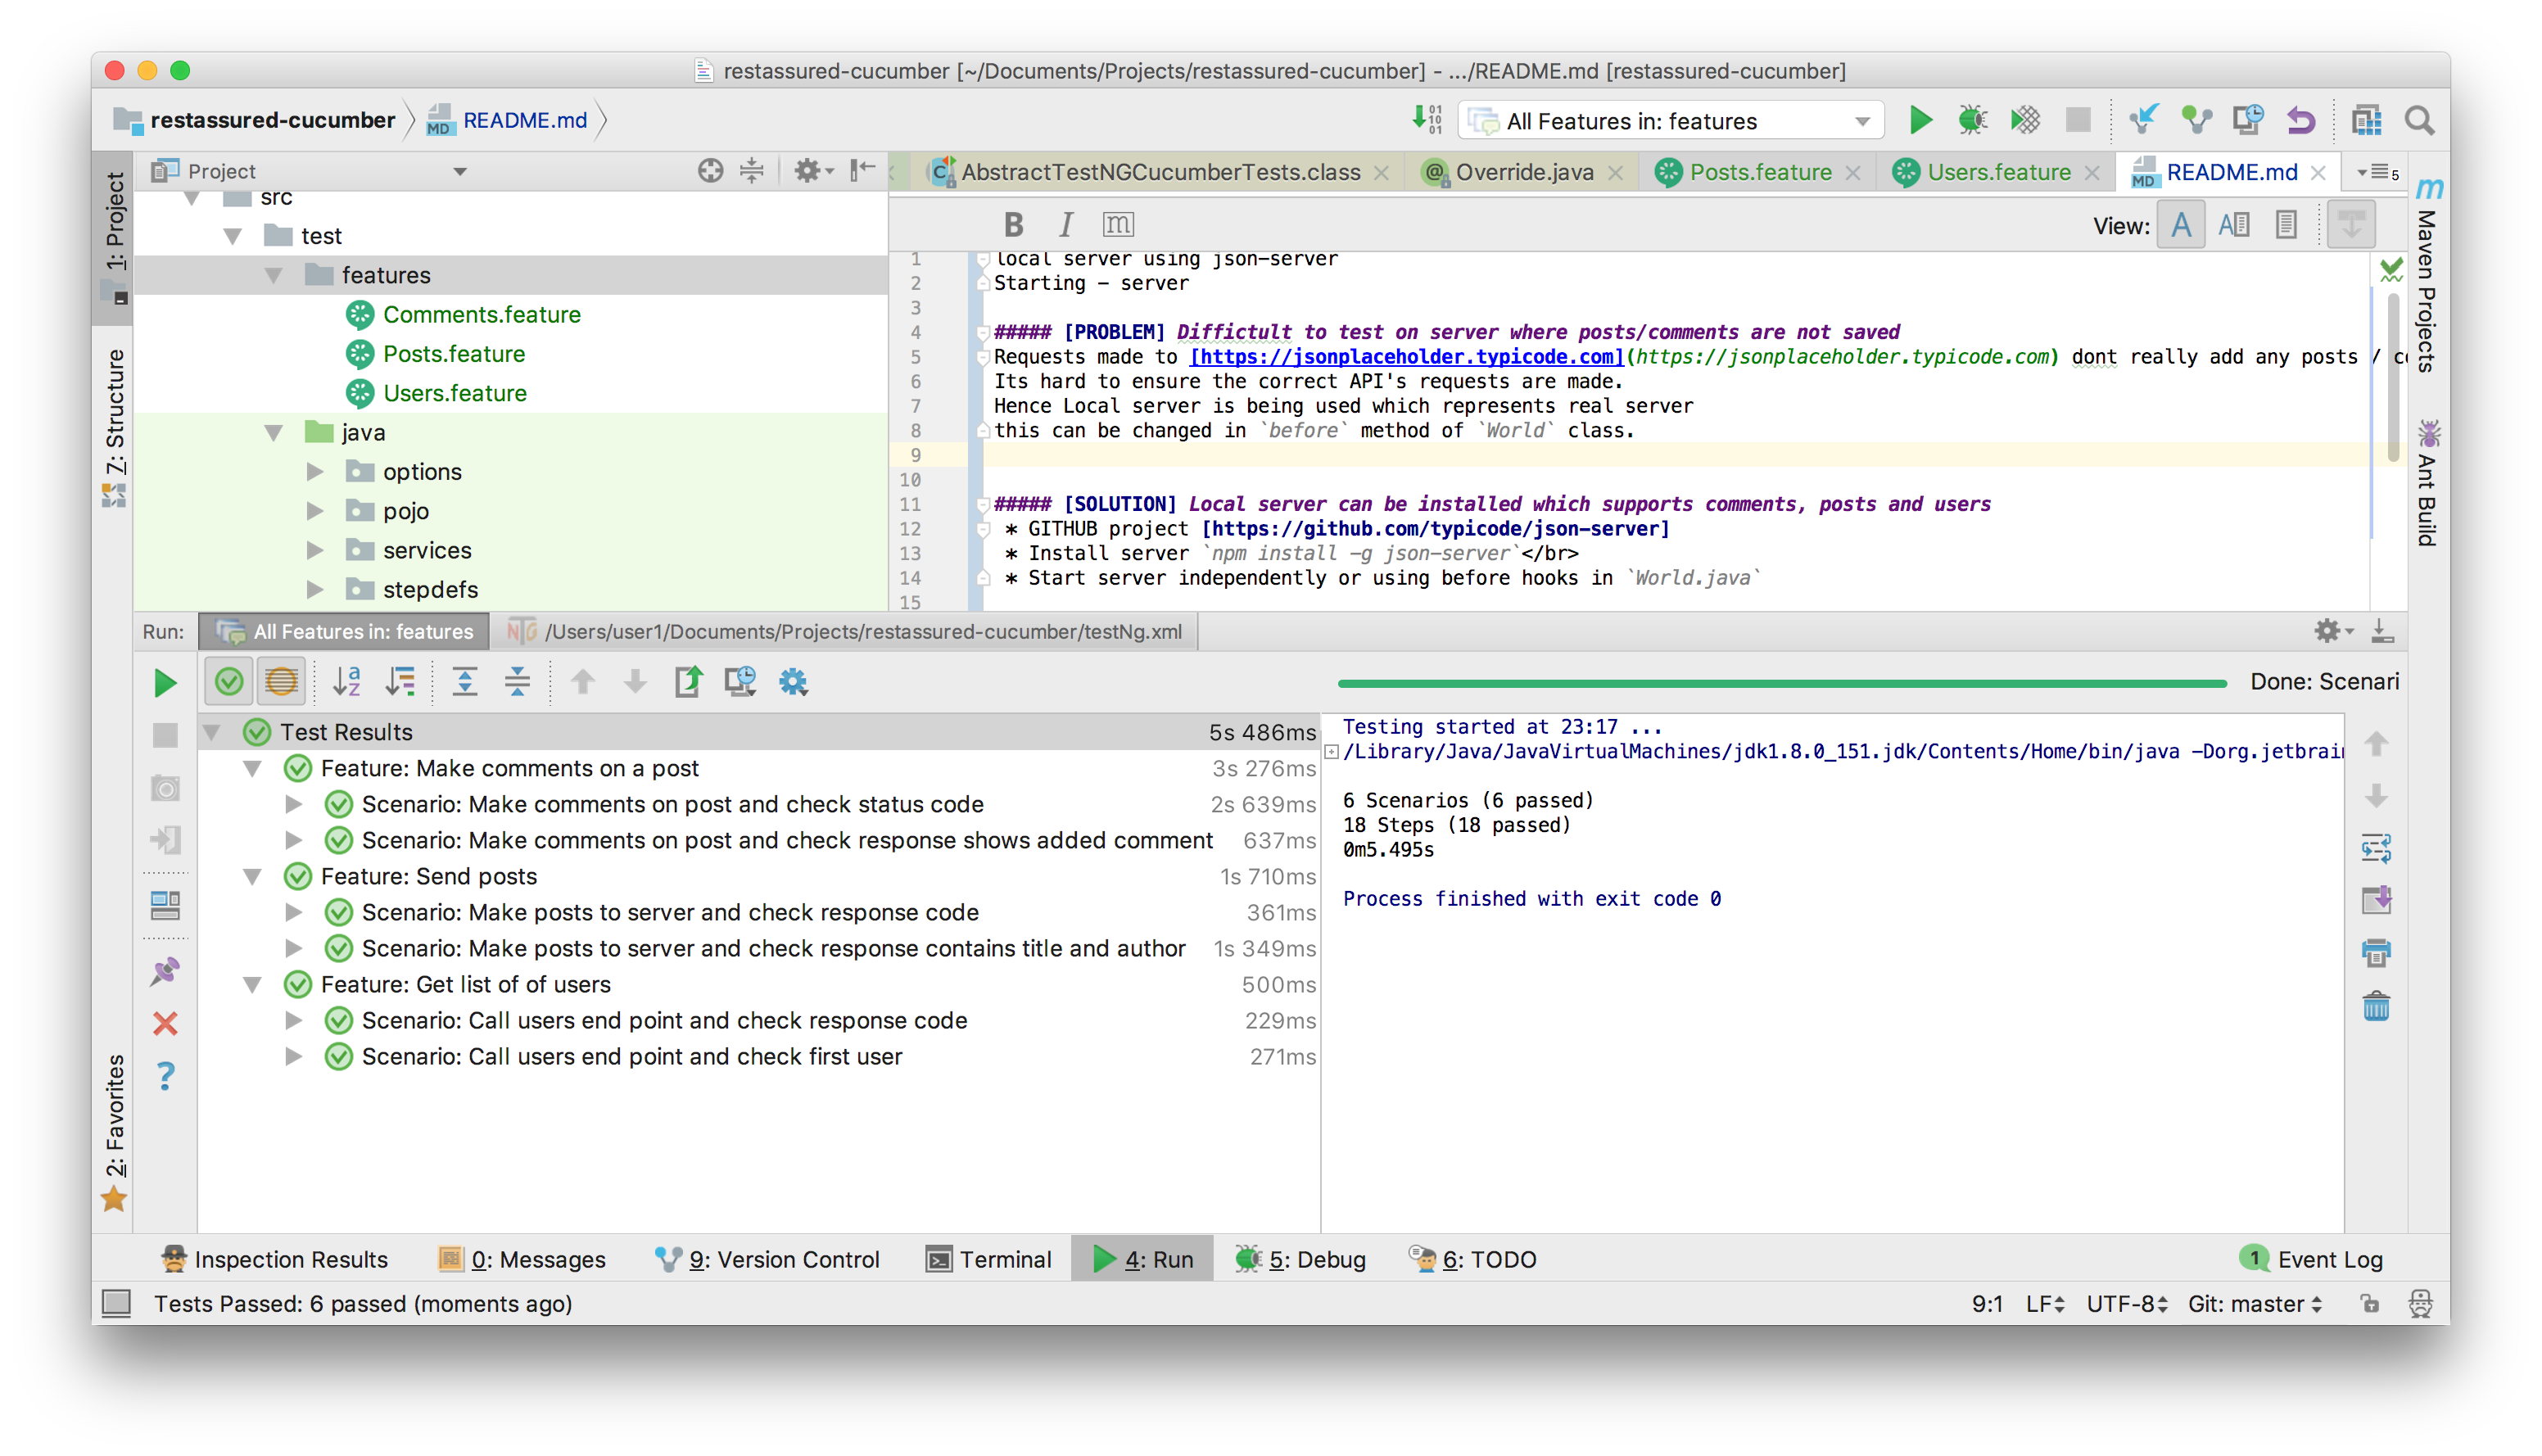 restassured-cucumber [~/Documents/Projects/restassured-cucumber] - .../README.md [restassured-cucumber]
restassured-cucumber README.md
All Features in: features
1: Project
7: Structure
2: Favorites
Project
src
test
features
Comments.feature
Posts.feature
Users.feature
java
options
pojo
services
stepdefs
AbstractTestNGCucumberTests.class
Override.java
Posts.feature
Users.feature
README.md
5
B I m
View: A A
1 local server using json-server
2 Starting - server
3
4 ##### [PROBLEM] Diffictult to test on server where posts/comments are not saved
5 Requests made to [https://jsonplaceholder.typicode.com](https://jsonplaceholder.typicode.com) dont really add any posts /
6 Its hard to ensure the correct API's requests are made.
7 Hence Local server is being used which represents real server
8 this can be changed in `before` method of `World` class.
9
10
11 ##### [SOLUTION] Local server can be installed which supports comments, posts and users
12 * GITHUB project [https://github.com/typicode/json-server]
13 * Install server `npm install -g json-server`</br>
14 * Start server independently or using before hooks in `World.java`
15
Maven Projects
Ant Build
Run: All Features in: features /Users/user1/Documents/Projects/restassured-cucumber/testNg.xml
Done: Scenari
Test Results 5s 486ms
Feature: Make comments on a post 3s 276ms
Scenario: Make comments on post and check status code 2s 639ms
Scenario: Make comments on post and check response shows added comment 637ms
Feature: Send posts 1s 710ms
Scenario: Make posts to server and check response code 361ms
Scenario: Make posts to server and check response contains title and author 1s 349ms
Feature: Get list of of users 500ms
Scenario: Call users end point and check response code 229ms
Scenario: Call users end point and check first user 271ms
Testing started at 23:17 ...
/Library/Java/JavaVirtualMachines/jdk1.8.0_151.jdk/Contents/Home/bin/java -Dorg.jetbrain
6 Scenarios (6 passed)
18 Steps (18 passed)
0m5.495s
Process finished with exit code 0
Inspection Results 0: Messages 9: Version Control Terminal 4: Run 5: Debug 6: TODO 1 Event Log
Tests Passed: 6 passed (moments ago) 9:1 LF UTF-8 Git: master